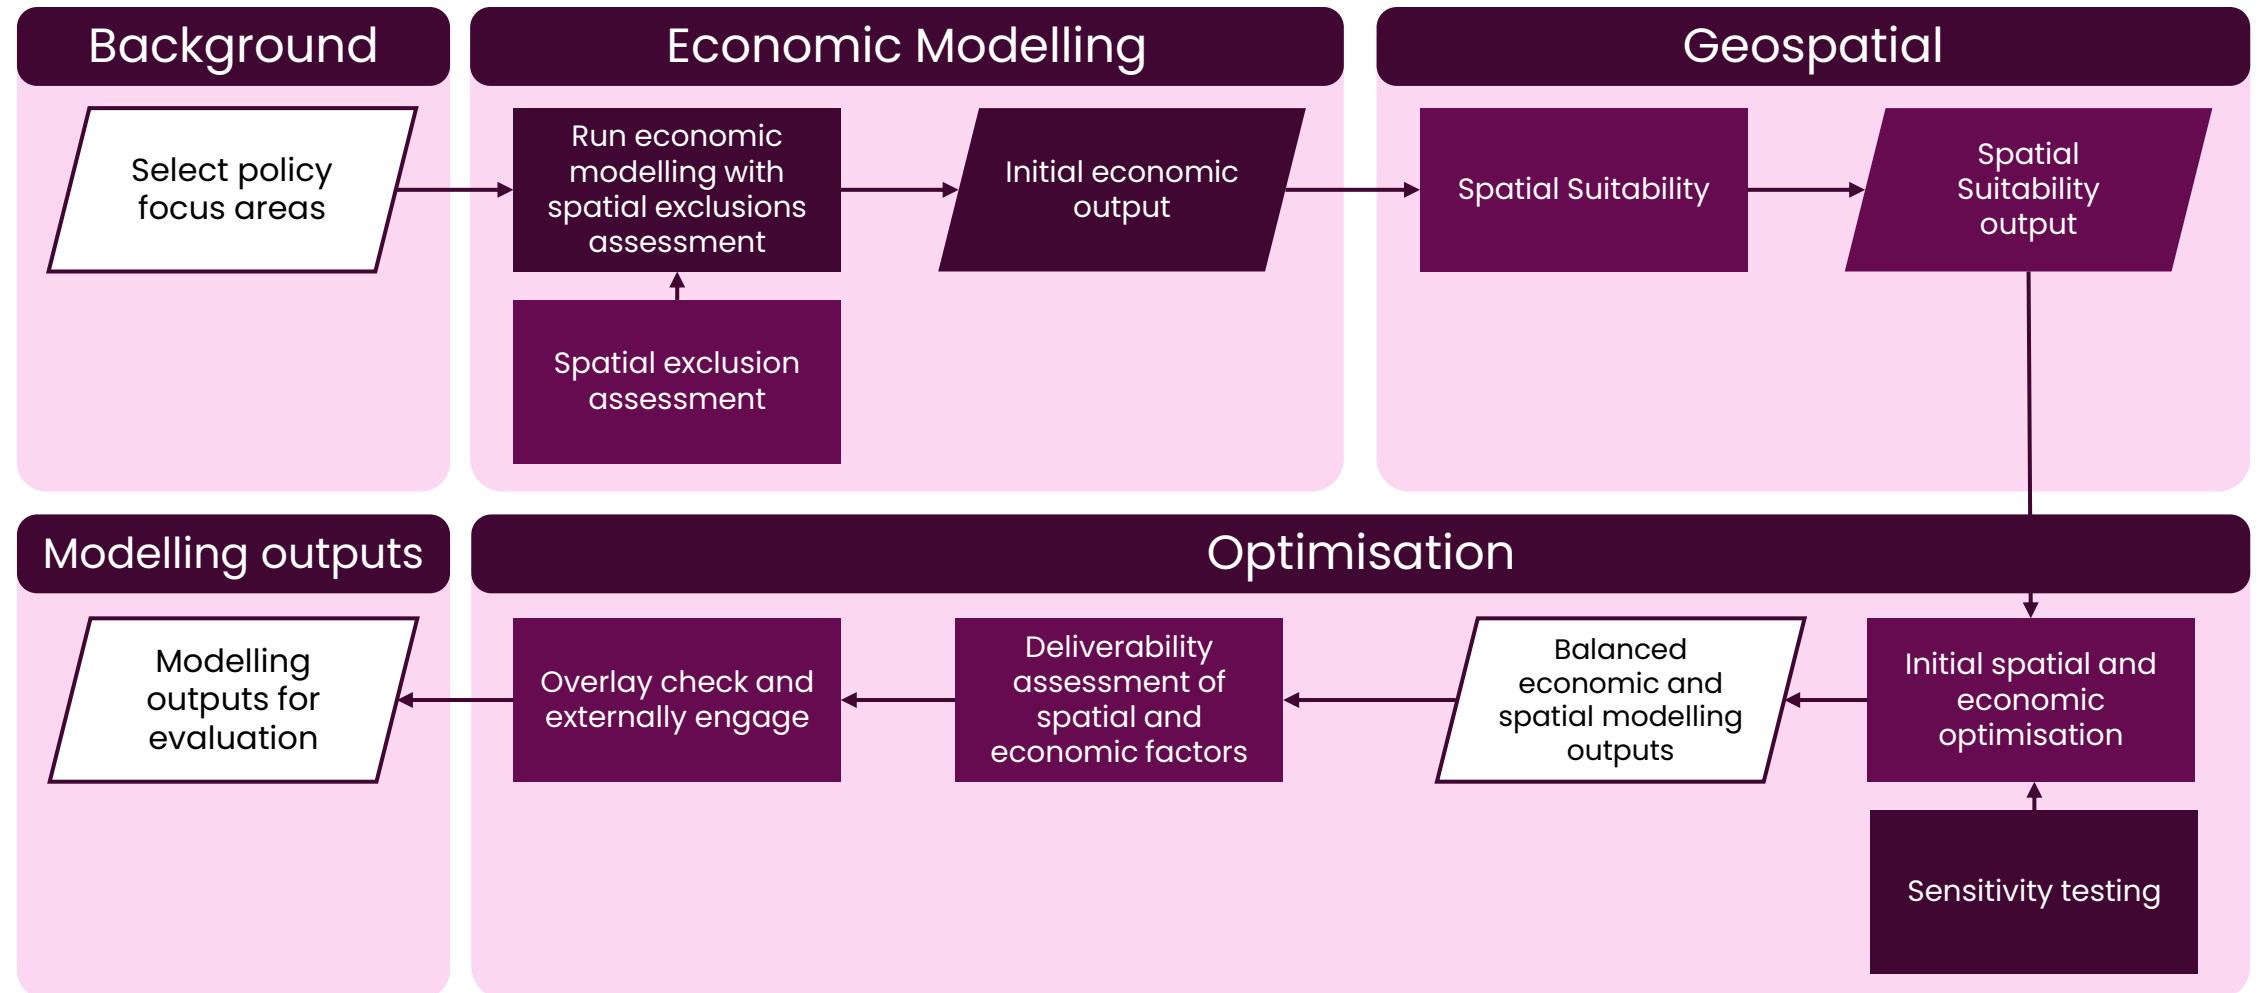 Background
Select policy
focus areas
Economic Modelling
Run economic
modelling with
spatial exclusions
assessment
Initial economic
output
Spatial exclusion
assessment
Geospatial
Spatial Suitability
Spatial
Suitability
output
Optimisation
Initial spatial and
economic
optimisation
Sensitivity testing
Balanced
economic and
spatial modelling
outputs
Deliverability
assessment of
spatial and
economic factors
Overlay check and
externally engage
Modelling outputs
Modelling
outputs for
evaluation